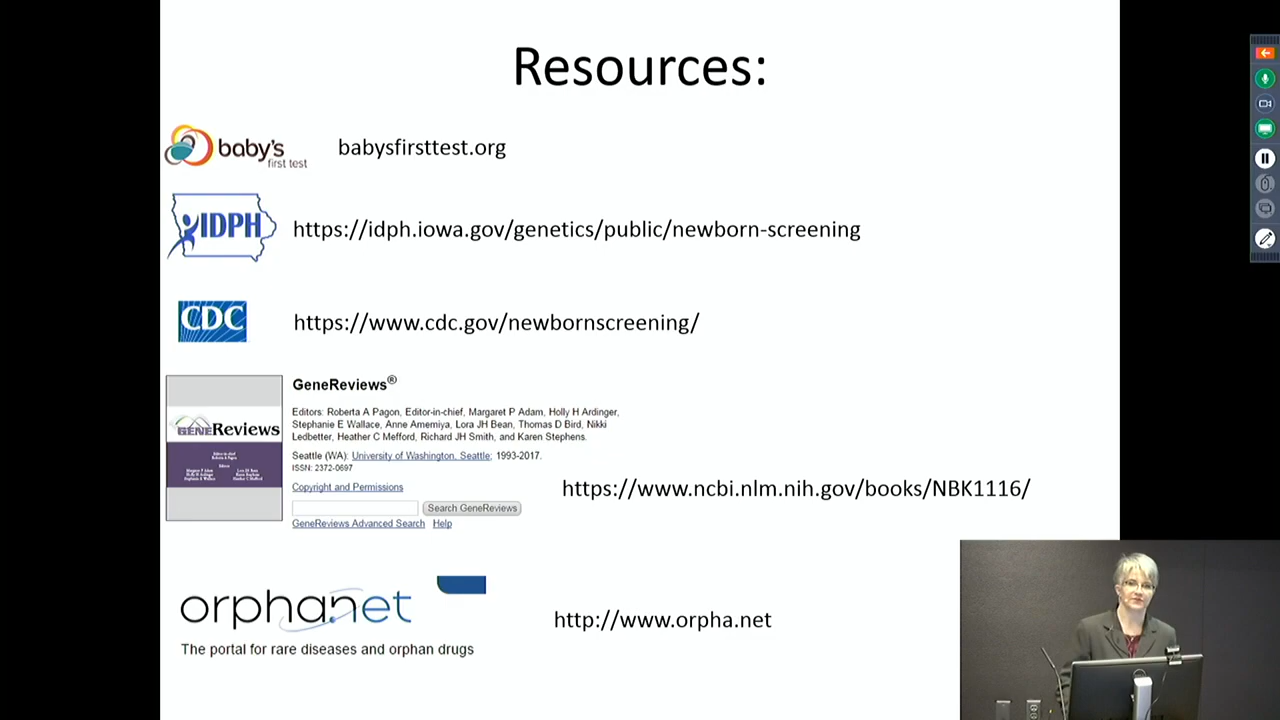 Resources:
baby's
first test
babysfirsttest.org
IDPH
https://idph.iowa.gov/genetics/public/newborn-screening
CDC
https://www.cdc.gov/newbornscreening/
GENEReviews
GeneReviews®
Editors: Roberta A Pagon, Editor-in-chief, Margaret P Adam, Holly H Ardinger,
Stephanie E Wallace, Anne Amemiya, Lora JH Bean, Thomas D Bird, Nikki
Ledbetter, Heather C Mefford, Richard JH Smith, and Karen Stephens.
Seattle (WA): University of Washington, Seattle; 1993-2017.
ISSN: 2372-0697
Copyright and Permissions
Search GeneReviews
GeneReviews Advanced Search Help
https://www.ncbi.nlm.nih.gov/books/NBK1116/
orphanet
The portal for rare diseases and orphan drugs
http://www.orpha.net